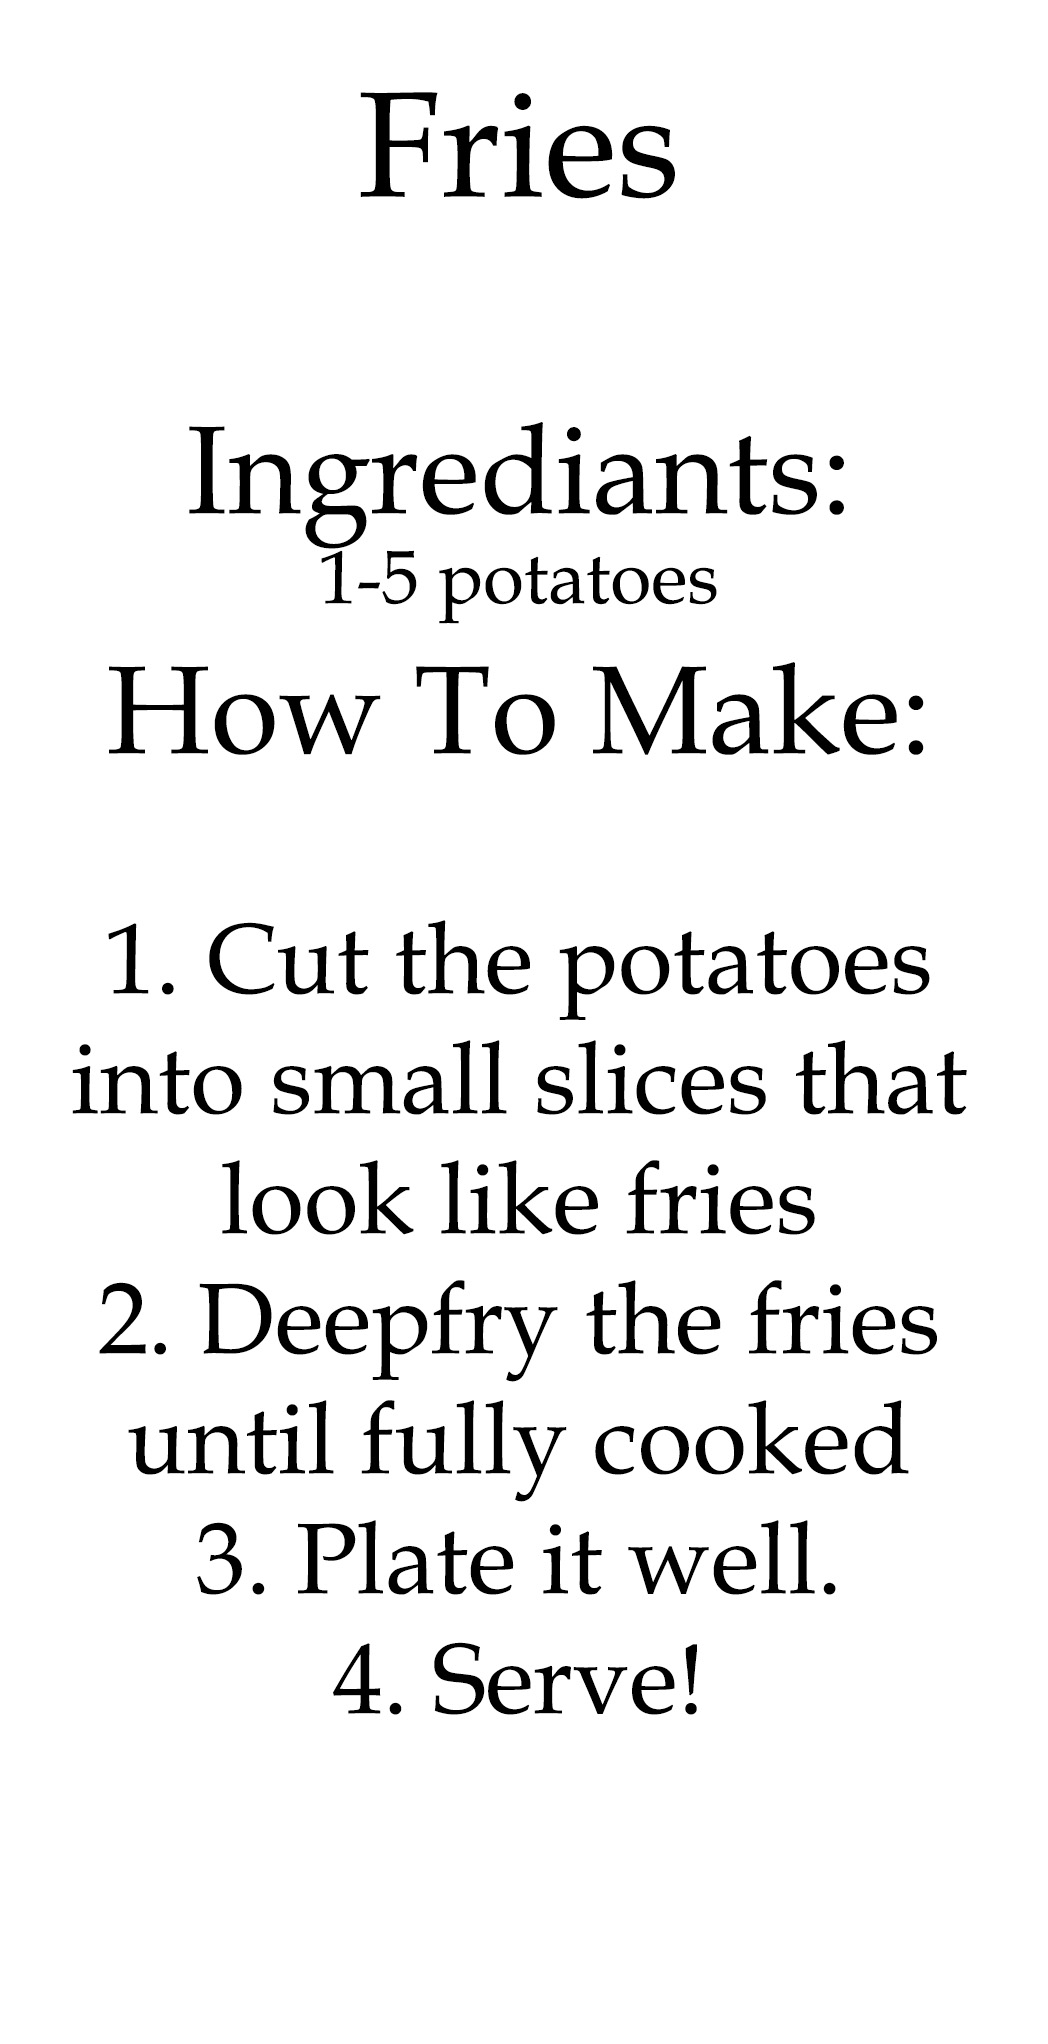 Fries
Ingrediants:
1-5 potatoes
How To Make:
1. Cut the potatoes
into small slices that
look like fries
2. Deepfry the fries
until fully cooked
3. Plate it well.
4. Serve!